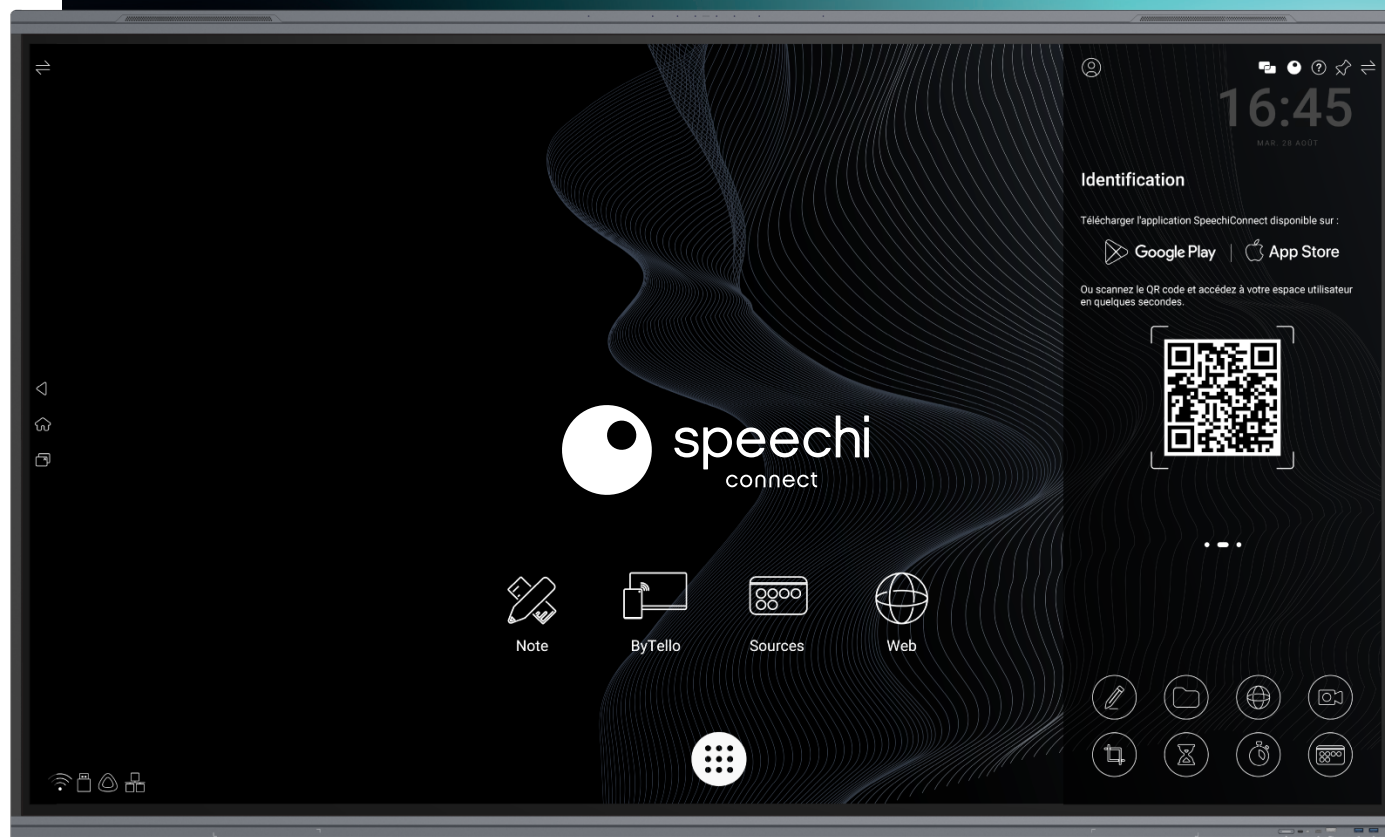 16:45
MAR. 28 AOÛT
Identification
Télécharger l'application SpeechiConnect disponible sur :
Google Play | App Store
Ou scannez le QR code et accédez à votre espace utilisateur
en quelques secondes.
speechi
connect
Note
ByTello
Sources
Web